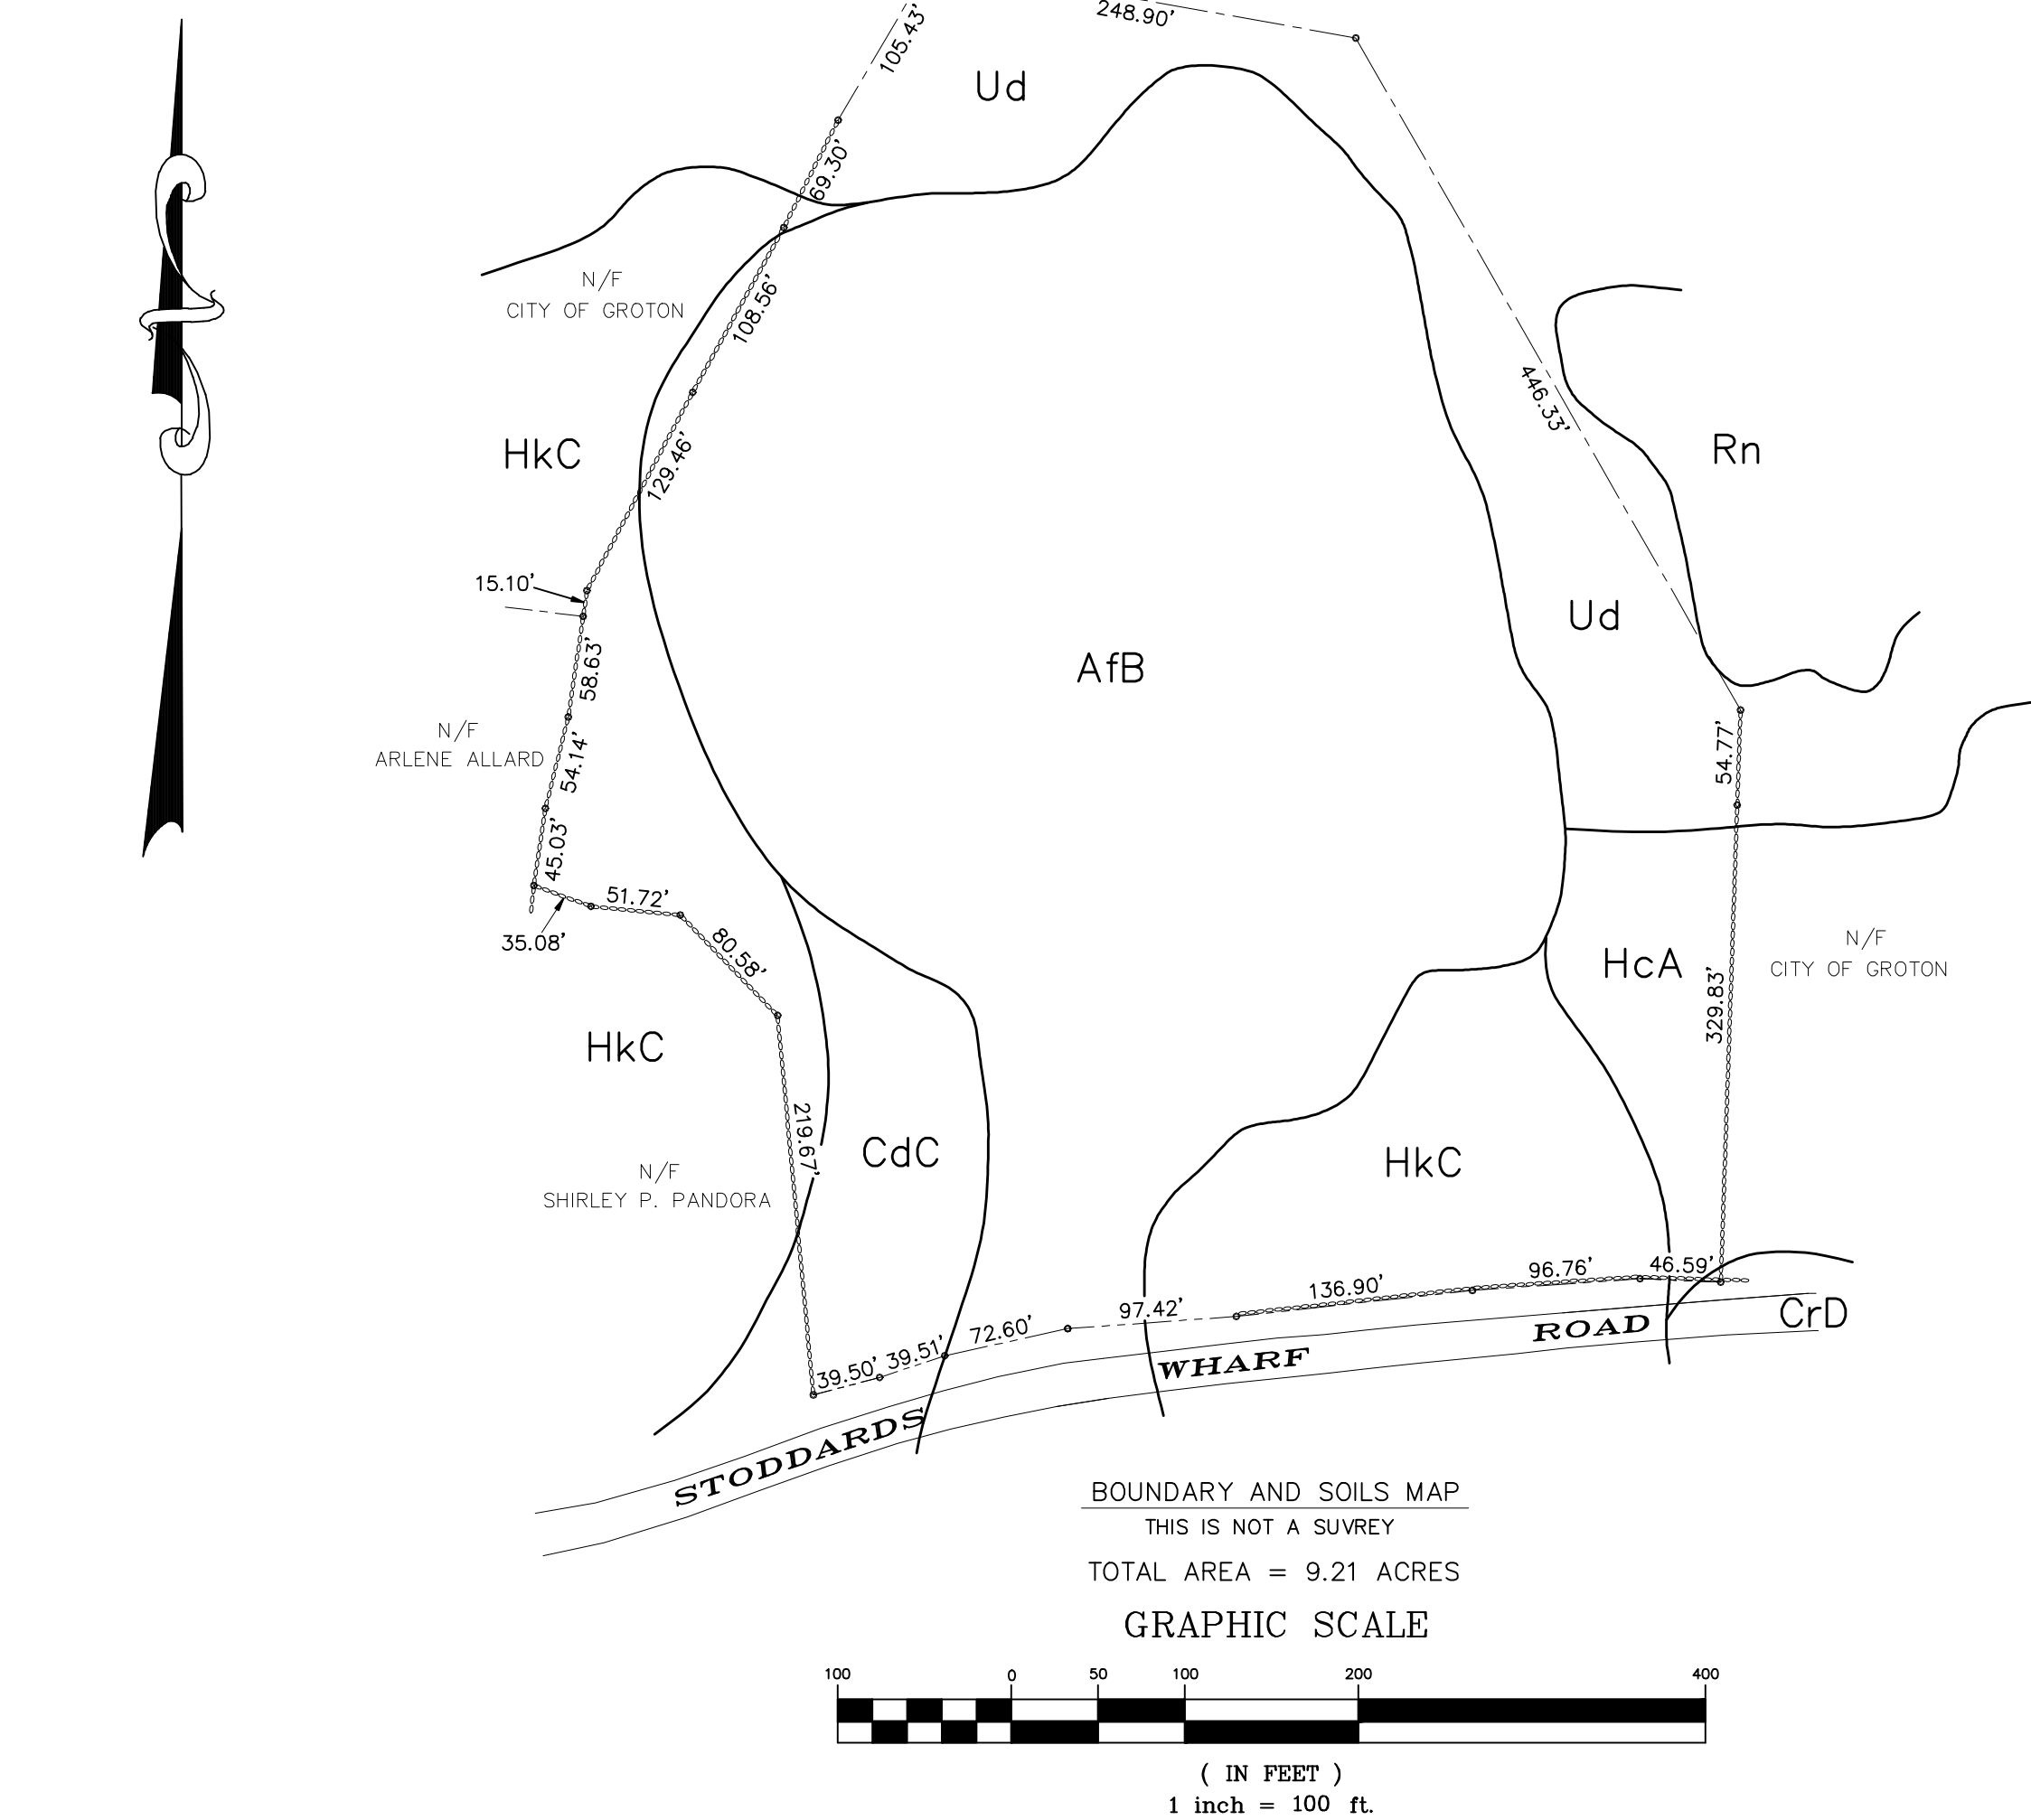 248.90'
105.43'
Ud
69.30'
N/F
CITY OF GROTON
108.56'
446.33'
HkC
Rn
129.46'
15.10'
Ud
58.63'
AfB
N/F
ARLENE ALLARD
54.14'
54.77'
45.03'
51.72'
35.08'
80.58'
N/F
CITY OF GROTON
HcA
329.83'
HkC
219.67'
CdC
HkC
N/F
SHIRLEY P. PANDORA
136.90'
96.76'
46.59'
97.42'
72.60'
39.51'
39.50'
CrD
STODDARDS WHARF ROAD
BOUNDARY AND SOILS MAP
THIS IS NOT A SUVREY
TOTAL AREA = 9.21 ACRES
GRAPHIC SCALE
100 0 50 100 200 400
( IN FEET )
1 inch = 100 ft.